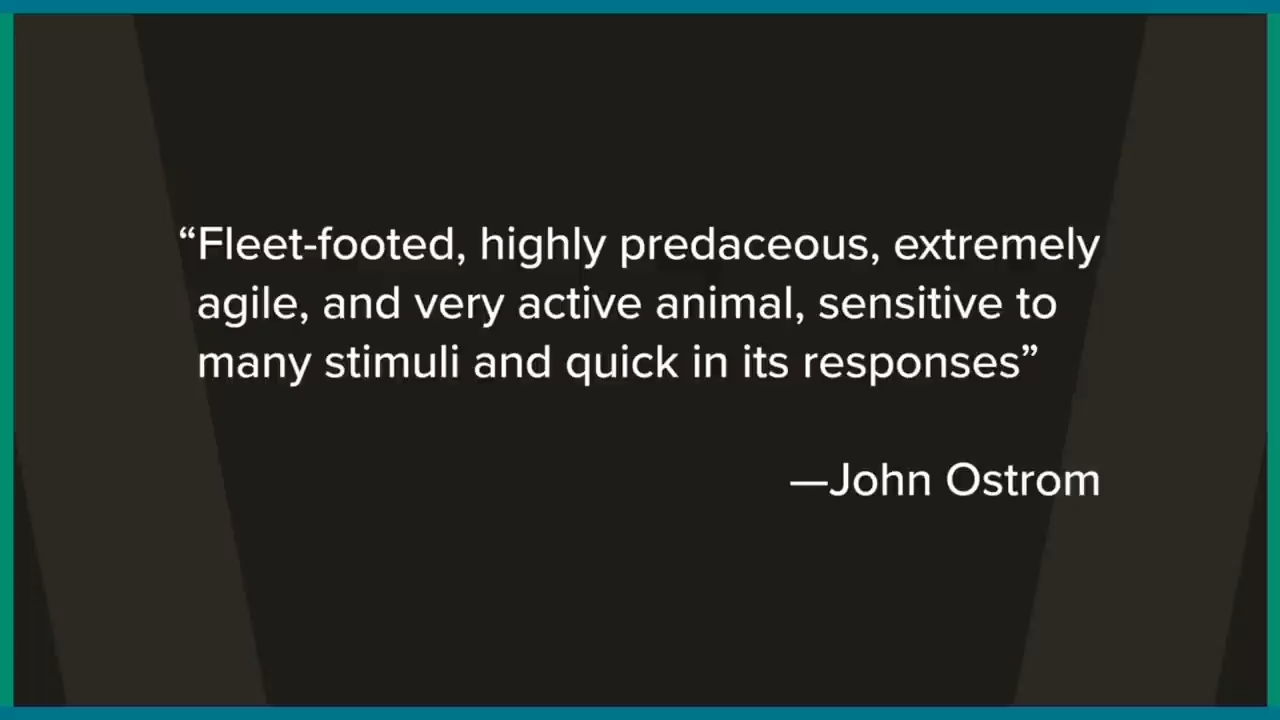 “Fleet-footed, highly predaceous, extremely
agile, and very active animal, sensitive to
many stimuli and quick in its responses”
—John Ostrom